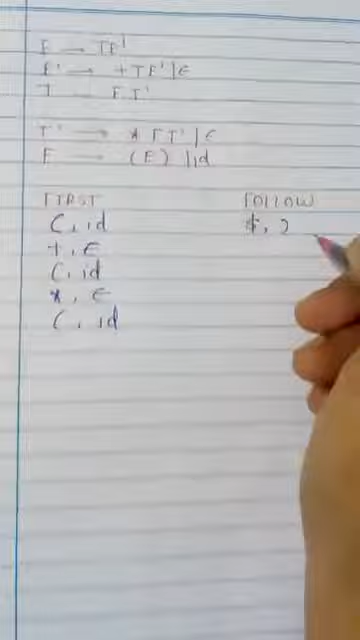 E → TE'
E' → +TE'|ϵ
T FT'
T' → *FT'|ϵ
F → (E) |id
FIRST FOLLOW
(, id $, )
+, ϵ
(, id
*, ϵ
(, id